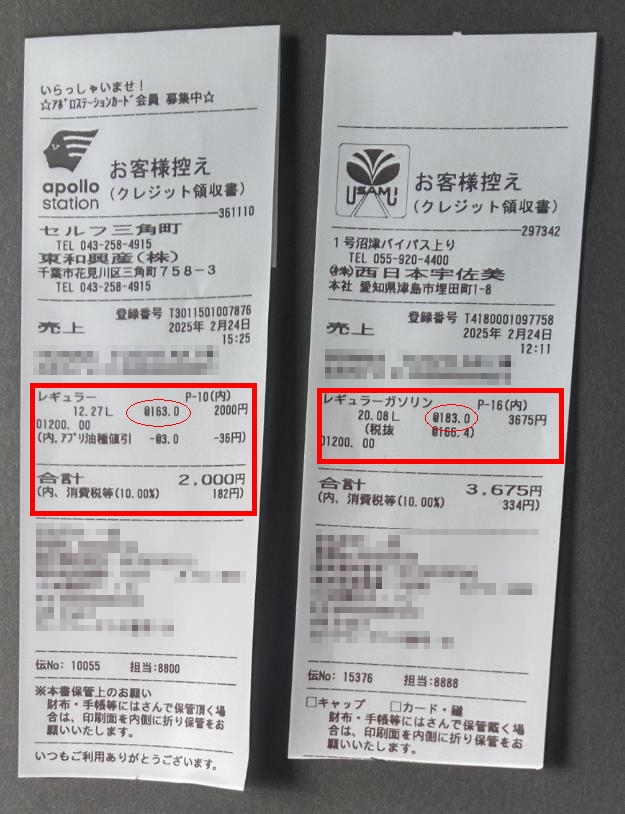 いらっしゃいませ！
☆ｱﾎﾟﾛｽﾃｰｼｮﾝｶｰﾄﾞ会員 募集中☆
apollo
station
お客様控え
(クレジット領収書)
361110
セルフ三角町
TEL 043-258-4915
東和興産(株)
千葉市花見川区三角町７５８－３
TEL 043-258-4915
登録番号 T3011501007876
売上 2025年 2月24日
15:25
レギュラー P-10(内)
12.27L @163.0 2000円
01200. 00
(内,ｱﾌﾟﾘ油種値引 -@3.0 -36円)
合計 2,000円
(内、消費税等(10.00%) 182円)
伝No: 10055 担当:8800
※本書保管上のお願い
財布・手帳等にはさんで保管頂く場
合は、印刷面を内側に折り保管をお
願いいたします。
いつもご利用ありがとうございます。
USAMI
お客様控え
(クレジット領収書)
297342
1号沼津バイパス上り
TEL 055-920-4400
㈱西日本宇佐美
本社 愛知県津島市埋田町1-8
登録番号 T4180001097758
売上 2025年 2月24日
12:11
レギュラーガソリン P-16(内)
20.08L @183.0 3675円
(税抜 @166.4)
01200. 00
合計 3,675円
(内、消費税等(10.00%) 334円)
伝No: 15376 担当:8888
□キャップ □カード・鍵
財布・手帳等にはさんで保管戴く場
合は、印刷面を内側に折り保管をお
願いいたします。